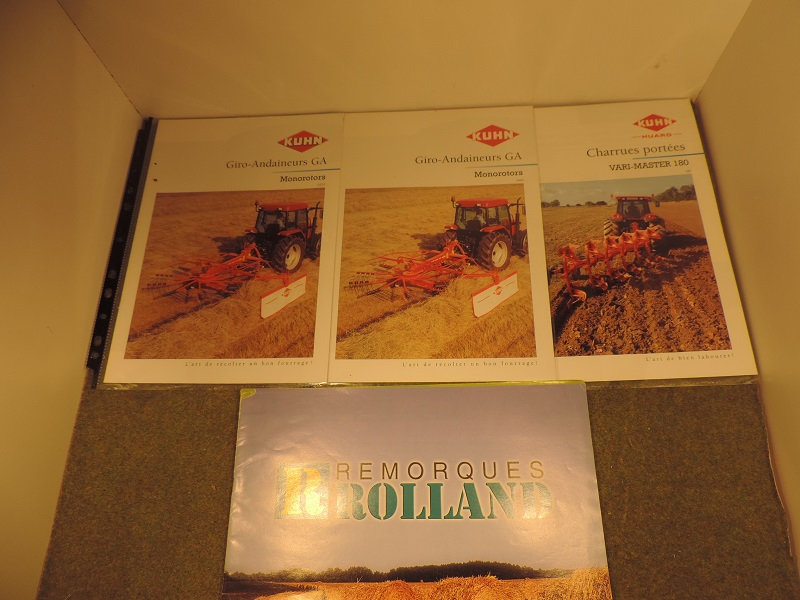 KUHN
Giro-Andaineurs GA
Monorotors
L'art de récolter un bon fourrage!
KUHN
Giro-Andaineurs GA
Monorotors
L'art de récolter un bon fourrage!
KUHN
HUARD
Charrues portées
VARI-MASTER 180
L'art de bien labourer!
REMORQUES
ROLLAND